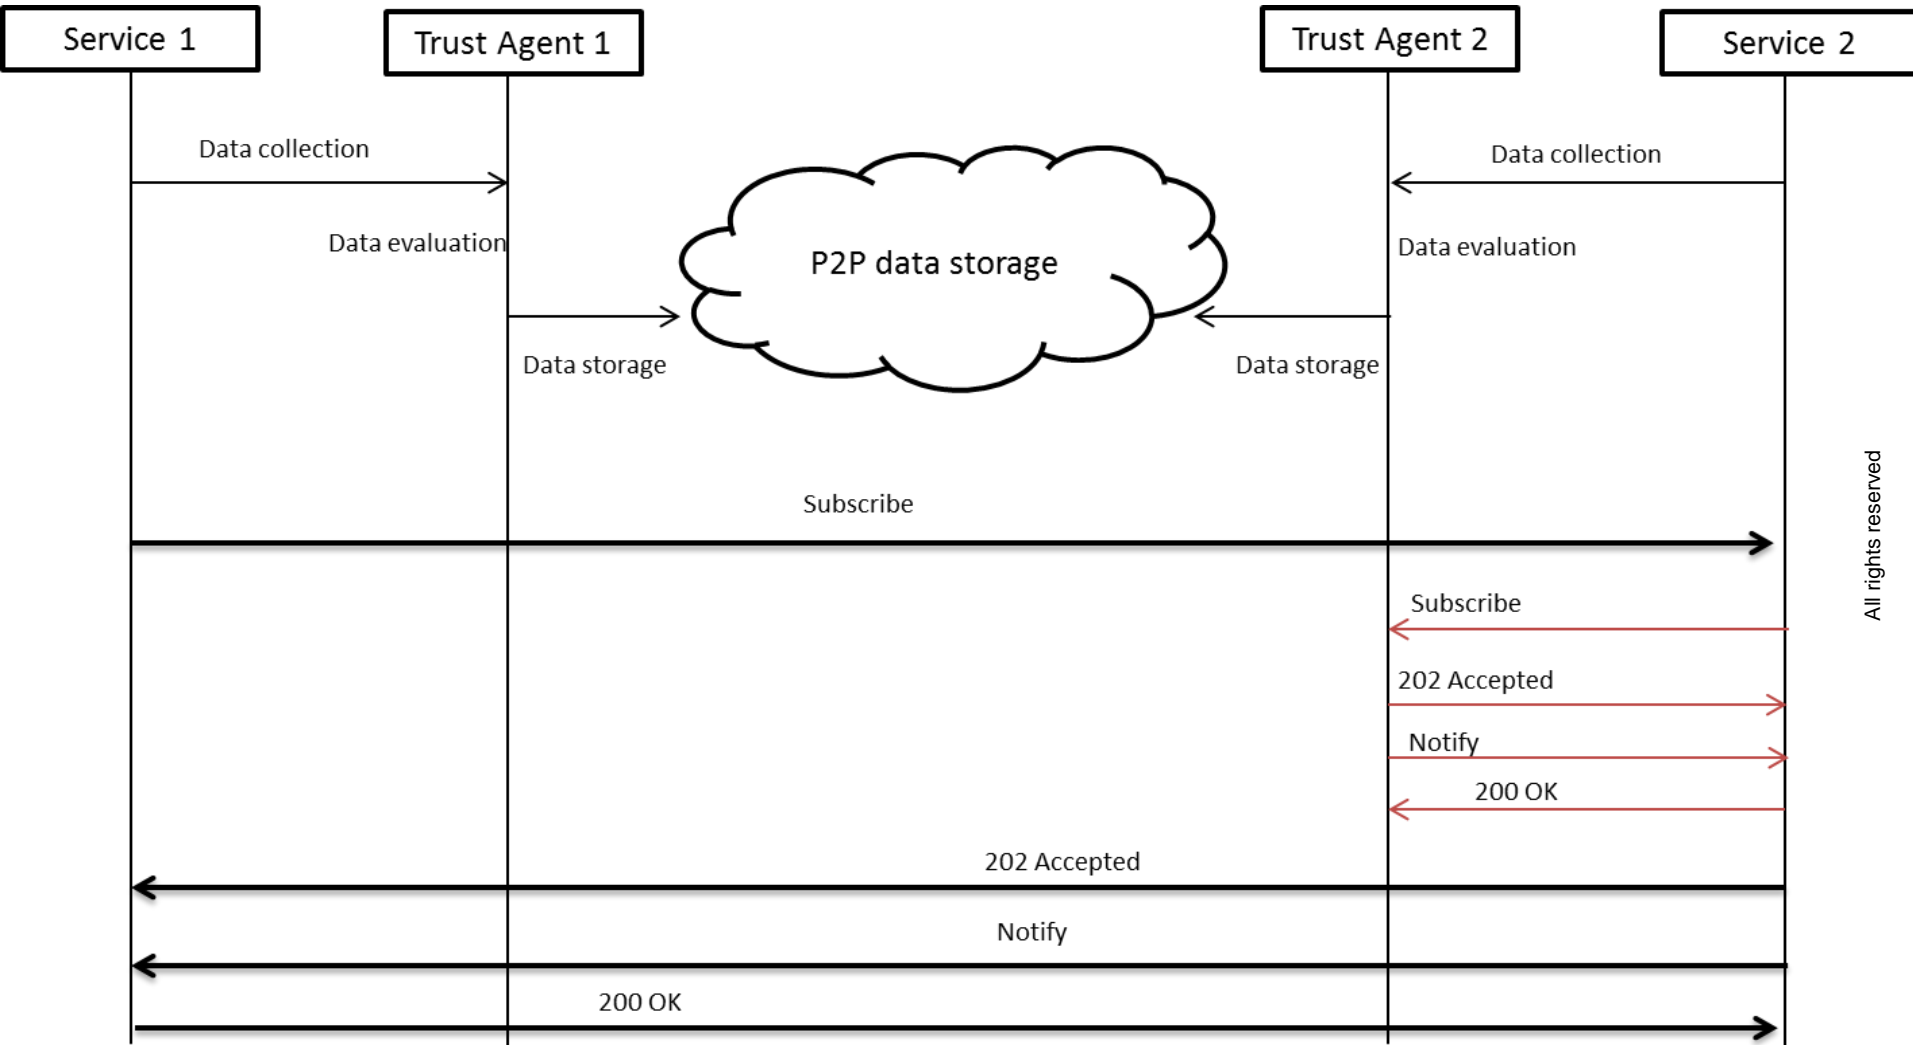 Service 1
Trust Agent 1
Trust Agent 2
Service 2
Data collection
Data collection
Data evaluation
Data evaluation
P2P data storage
Data storage
Data storage
Subscribe
All rights reserved
Subscribe
202 Accepted
Notify
200 OK
202 Accepted
Notify
200 OK